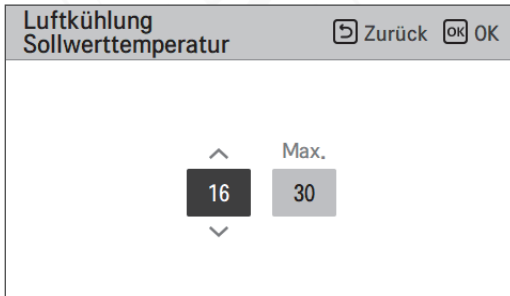 Luftkühlung
Sollwerttemperatur
Zurück OK OK
Max.
16 30